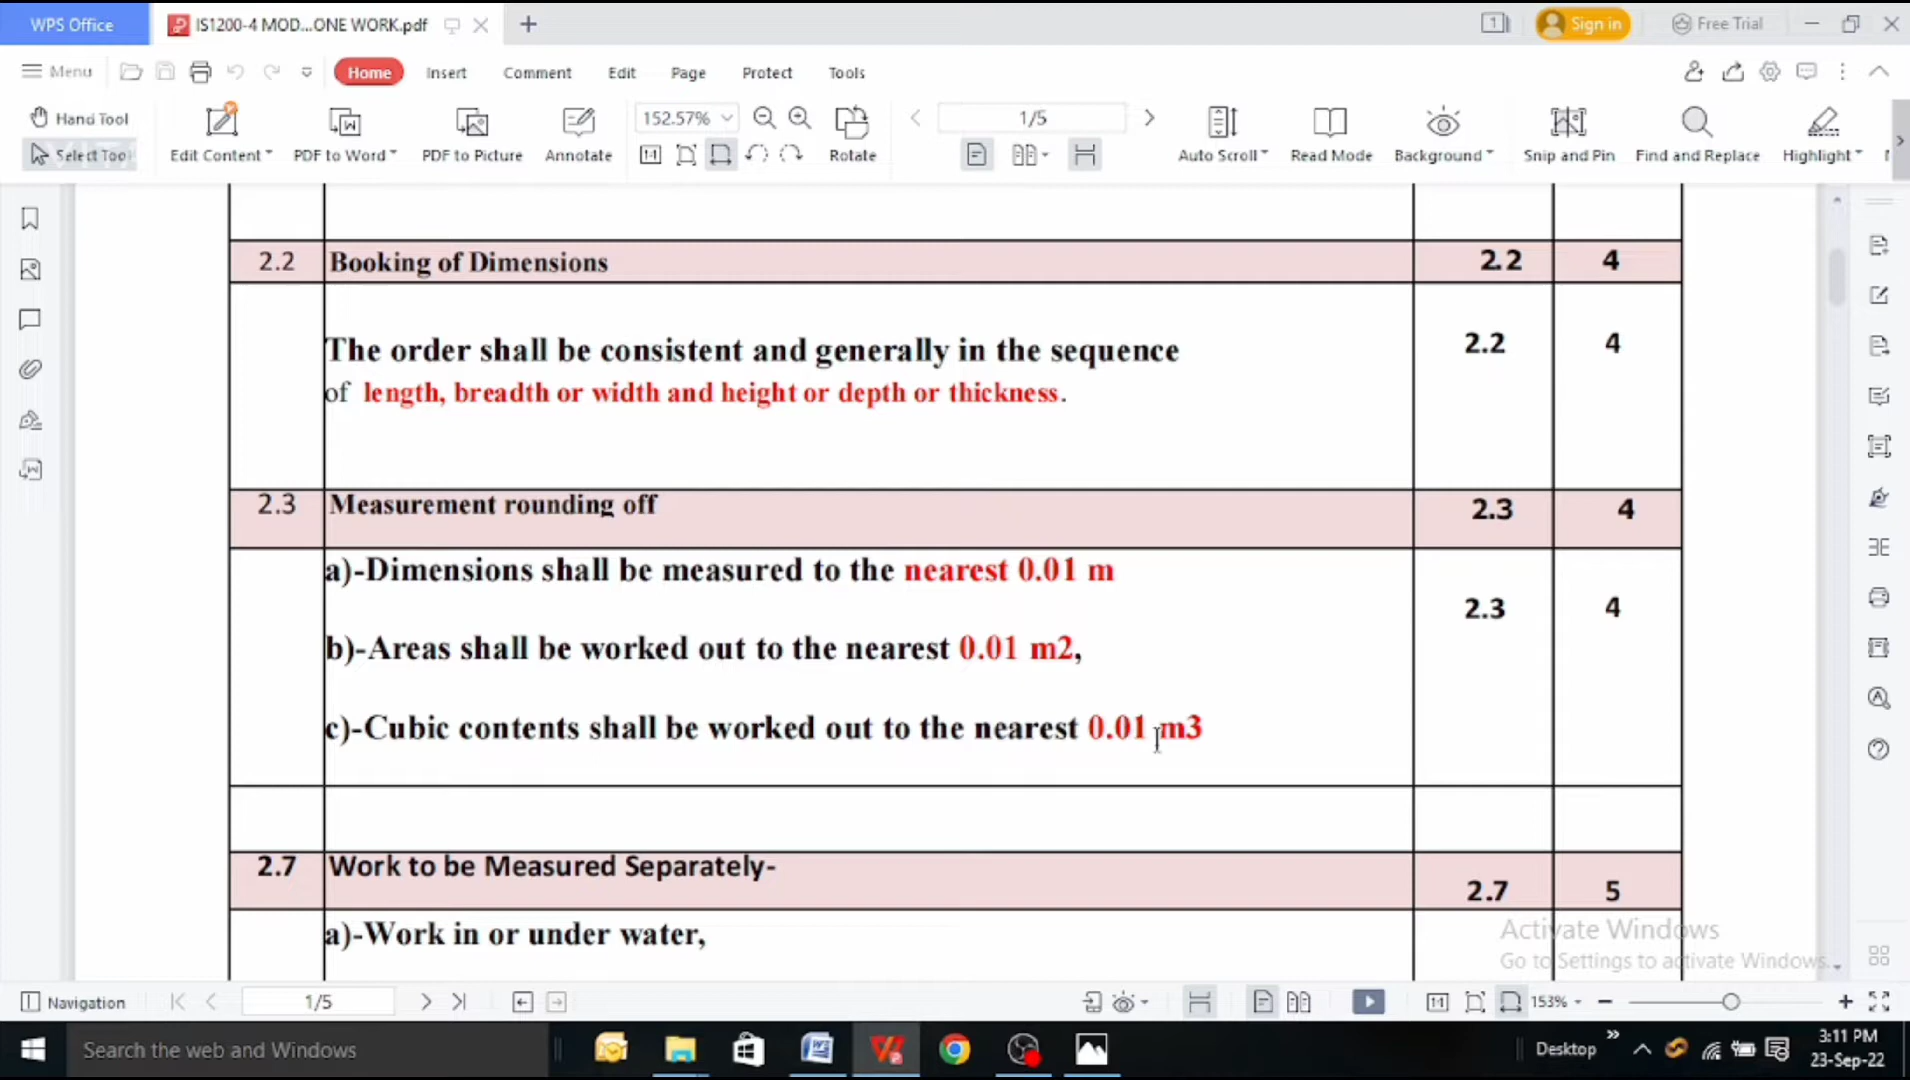 WPS Office
IS1200-4 MOD...ONE WORK.pdf
1
Sign in
Free Trial
Menu
Home
Insert
Comment
Edit
Page
Protect
Tools
Hand Tool
Select Tool
Edit Content
PDF to Word
PDF to Picture
Annotate
152.57%
Rotate
1/5
Auto Scroll
Read Mode
Background
Snip and Pin
Find and Replace
Highlight
2.2 Booking of Dimensions 2.2 4
The order shall be consistent and generally in the sequence 2.2 4
of length, breadth or width and height or depth or thickness.
2.3 Measurement rounding off 2.3 4
a)-Dimensions shall be measured to the nearest 0.01 m
2.3 4
b)-Areas shall be worked out to the nearest 0.01 m2,
c)-Cubic contents shall be worked out to the nearest 0.01 m3
2.7 Work to be Measured Separately- 2.7 5
a)-Work in or under water,
Activate Windows
Go to Settings to activate Windows.
Navigation
1/5
153%
Search the web and Windows
Desktop
3:11 PM
23-Sep-22